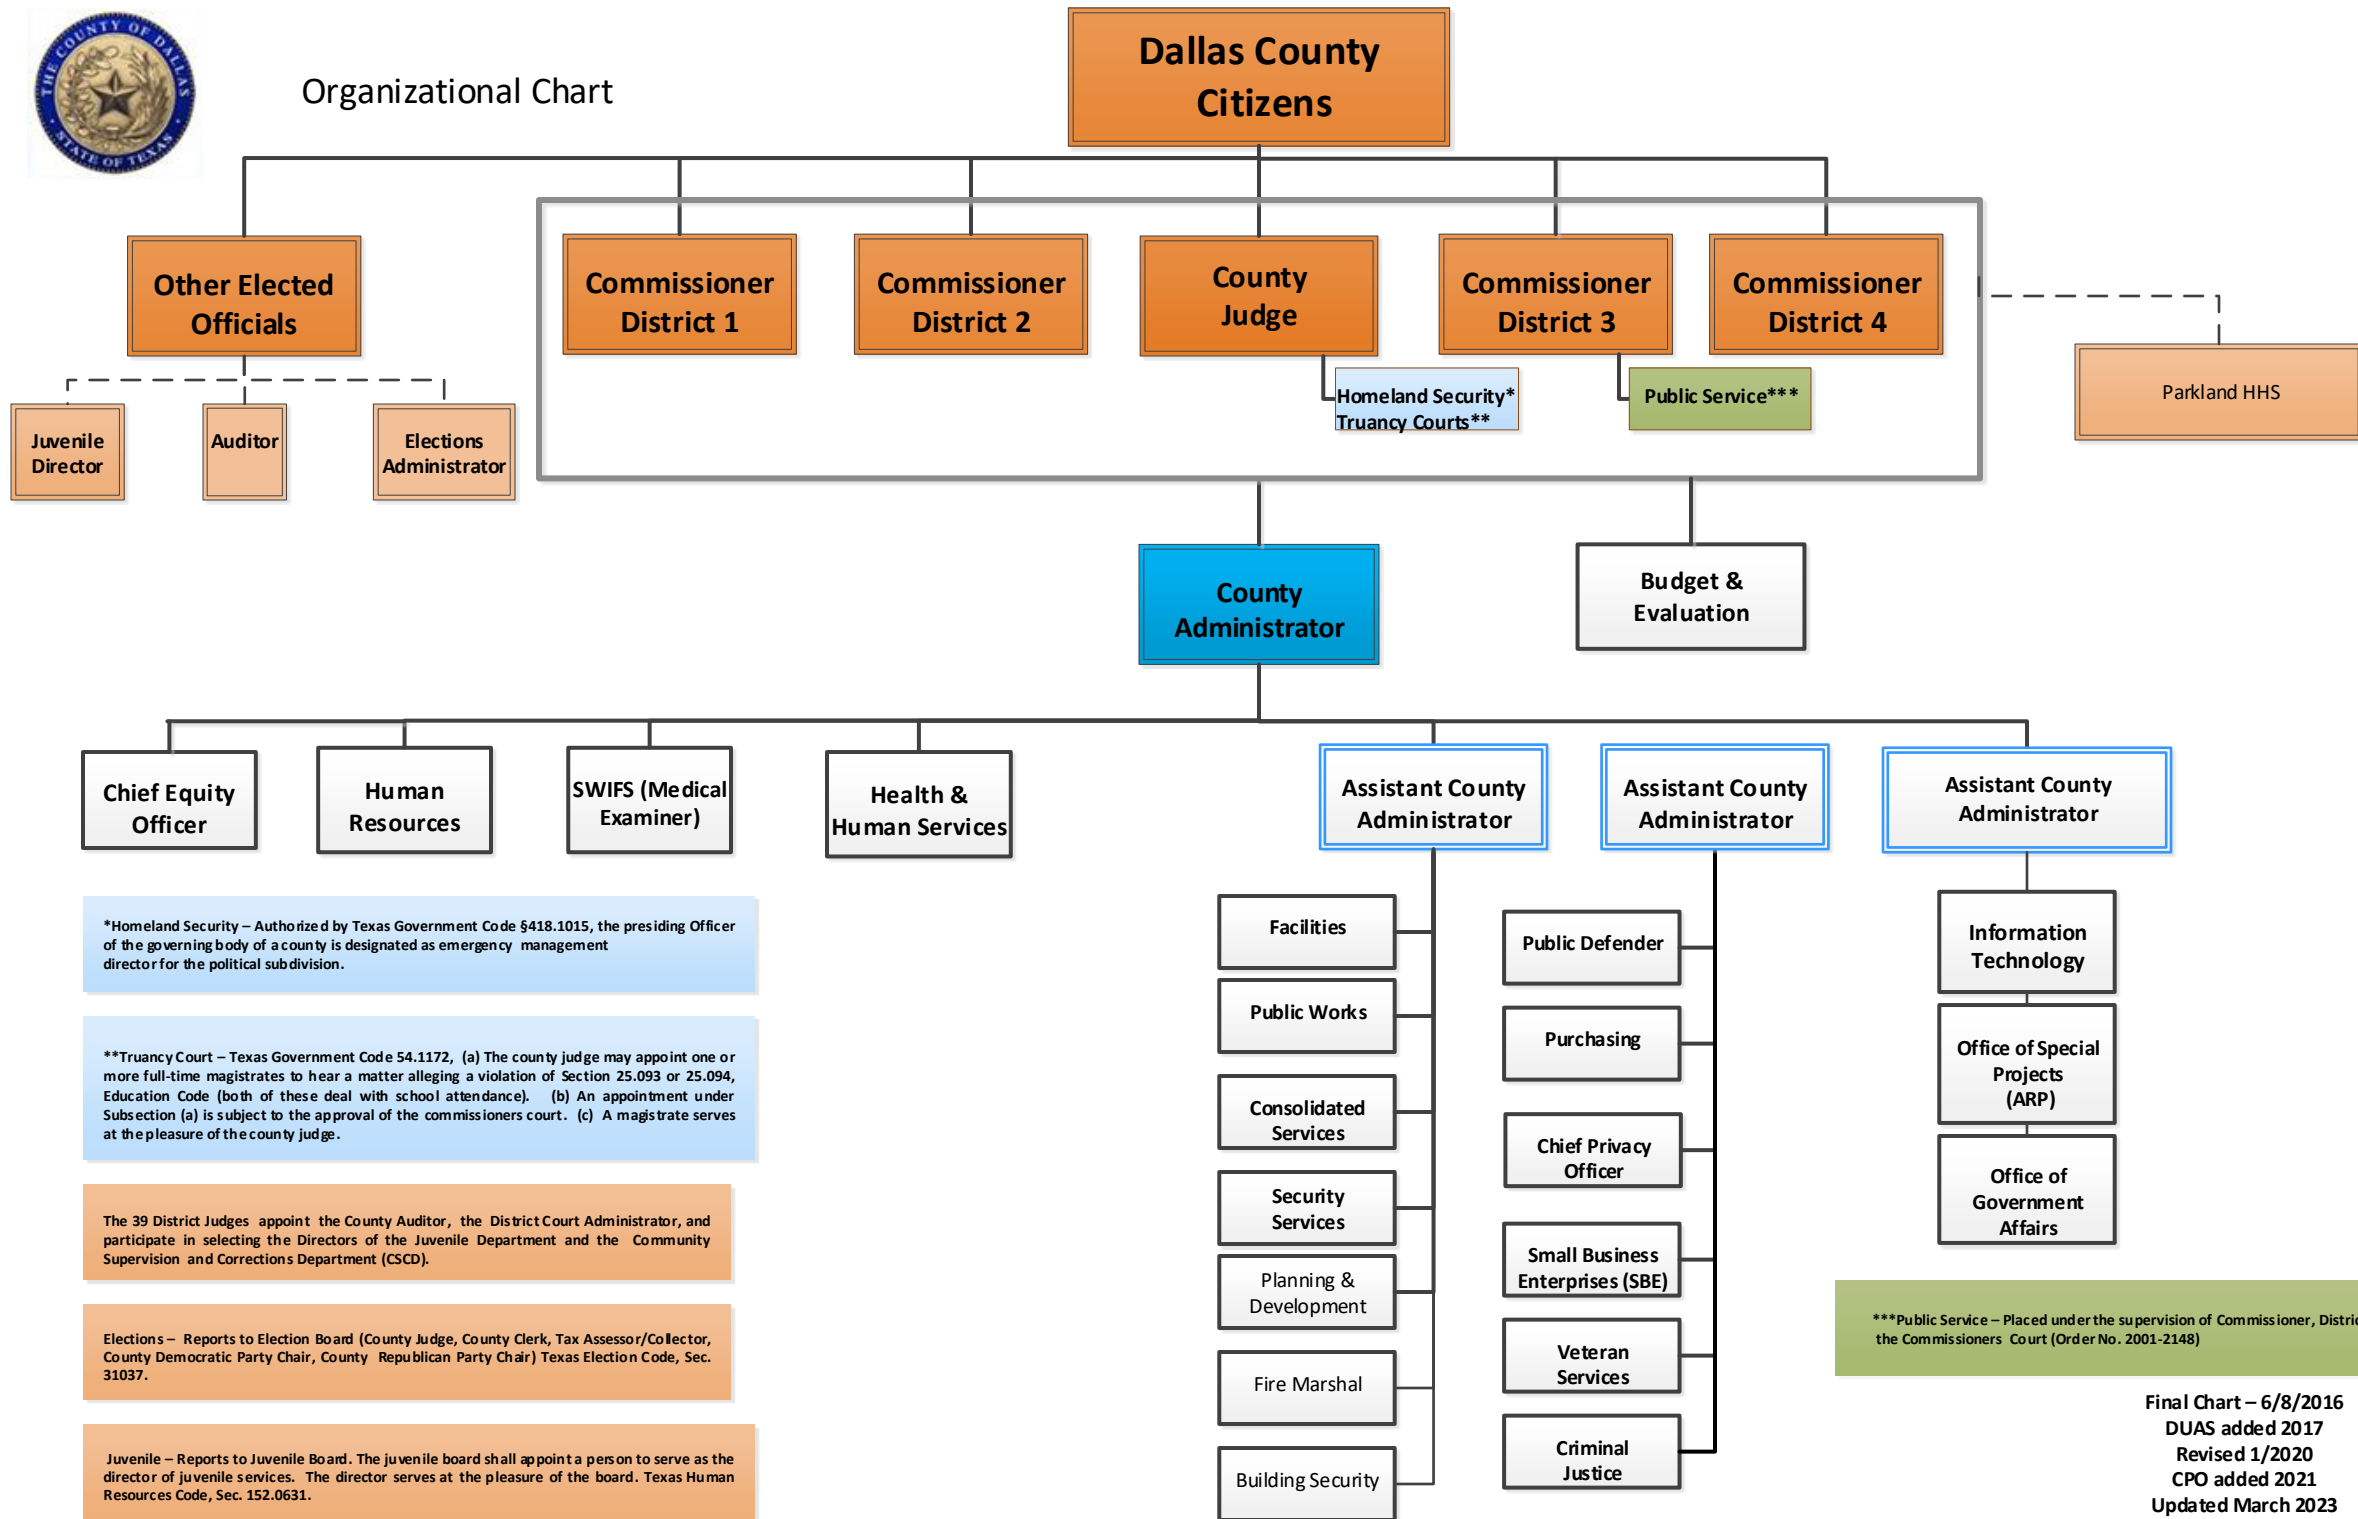 THE COUNTY OF DALLAS
STATE OF TEXAS
Organizational Chart
Dallas County
Citizens
Other Elected
Officials
Commissioner
District 1
Commissioner
District 2
County
Judge
Commissioner
District 3
Commissioner
District 4
Homeland Security*
Truancy Courts**
Public Service***
Parkland HHS
Juvenile
Director
Auditor
Elections
Administrator
County
Administrator
Budget &
Evaluation
Chief Equity
Officer
Human
Resources
SWIFS (Medical
Examiner)
Health &
Human Services
Assistant County
Administrator
Assistant County
Administrator
Assistant County
Administrator
Facilities
Public Works
Consolidated
Services
Security
Services
Planning &
Development
Fire Marshal
Building Security
Public Defender
Purchasing
Chief Privacy
Officer
Small Business
Enterprises (SBE)
Veteran
Services
Criminal
Justice
Information
Technology
Office of Special
Projects
(ARP)
Office of
Government
Affairs
*Homeland Security – Authorized by Texas Government Code §418.1015, the presiding Officer
of the governing body of a county is designated as emergency management
director for the political subdivision.
**Truancy Court – Texas Government Code 54.1172, (a) The county judge may appoint one or
more full-time magistrates to hear a matter alleging a violation of Section 25.093 or 25.094,
Education Code (both of these deal with school attendance). (b) An appointment under
Subsection (a) is subject to the approval of the commissioners court. (c) A magistrate serves
at the pleasure of the county judge.
The 39 District Judges appoint the County Auditor, the District Court Administrator, and
participate in selecting the Directors of the Juvenile Department and the Community
Supervision and Corrections Department (CSCD).
Elections – Reports to Election Board (County Judge, County Clerk, Tax Assessor/Collector,
County Democratic Party Chair, County Republican Party Chair) Texas Election Code, Sec.
31037.
Juvenile – Reports to Juvenile Board. The juvenile board shall appoint a person to serve as the
director of juvenile services. The director serves at the pleasure of the board. Texas Human
Resources Code, Sec. 152.0631.
***Public Service – Placed under the supervision of Commissioner,
the Commissioners Court (Order No. 2001-2148)
Final Chart – 6/8/2016
DUAS added 2017
Revised 1/2020
CPO added 2021
Updated March 2023